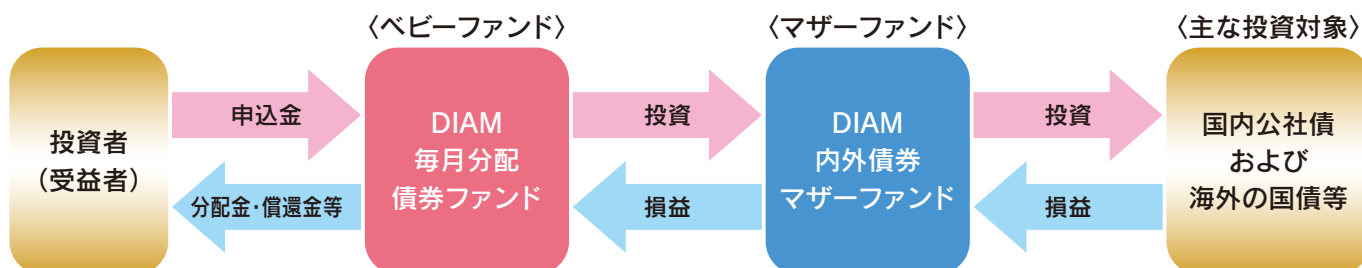 〈ベビーファンド〉
〈マザーファンド〉
〈主な投資対象〉
投資者
（受益者）
申込金
分配金・償還金等
DIAM
毎月分配
債券ファンド
投資
損益
DIAM
内外債券
マザーファンド
投資
損益
国内公社債
および
海外の国債等